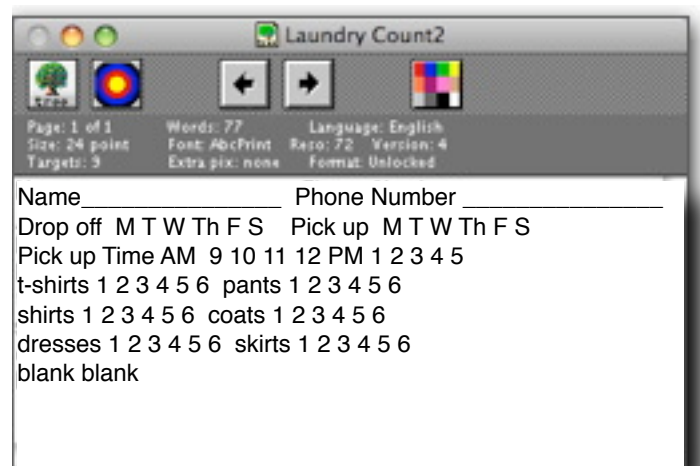 Laundry Count2
tree
Page: 1 of 1 Words: 77 Language: English
Size: 24 point Font: AbcPrint Reso: 72 Version: 4
Targets: 9 Extra pix: none Format: Unlocked
Name_______________ Phone Number _______________
Drop off M T W Th F S Pick up M T W Th F S
Pick up Time AM 9 10 11 12 PM 1 2 3 4 5
t-shirts 1 2 3 4 5 6 pants 1 2 3 4 5 6
shirts 1 2 3 4 5 6 coats 1 2 3 4 5 6
dresses 1 2 3 4 5 6 skirts 1 2 3 4 5 6
blank blank